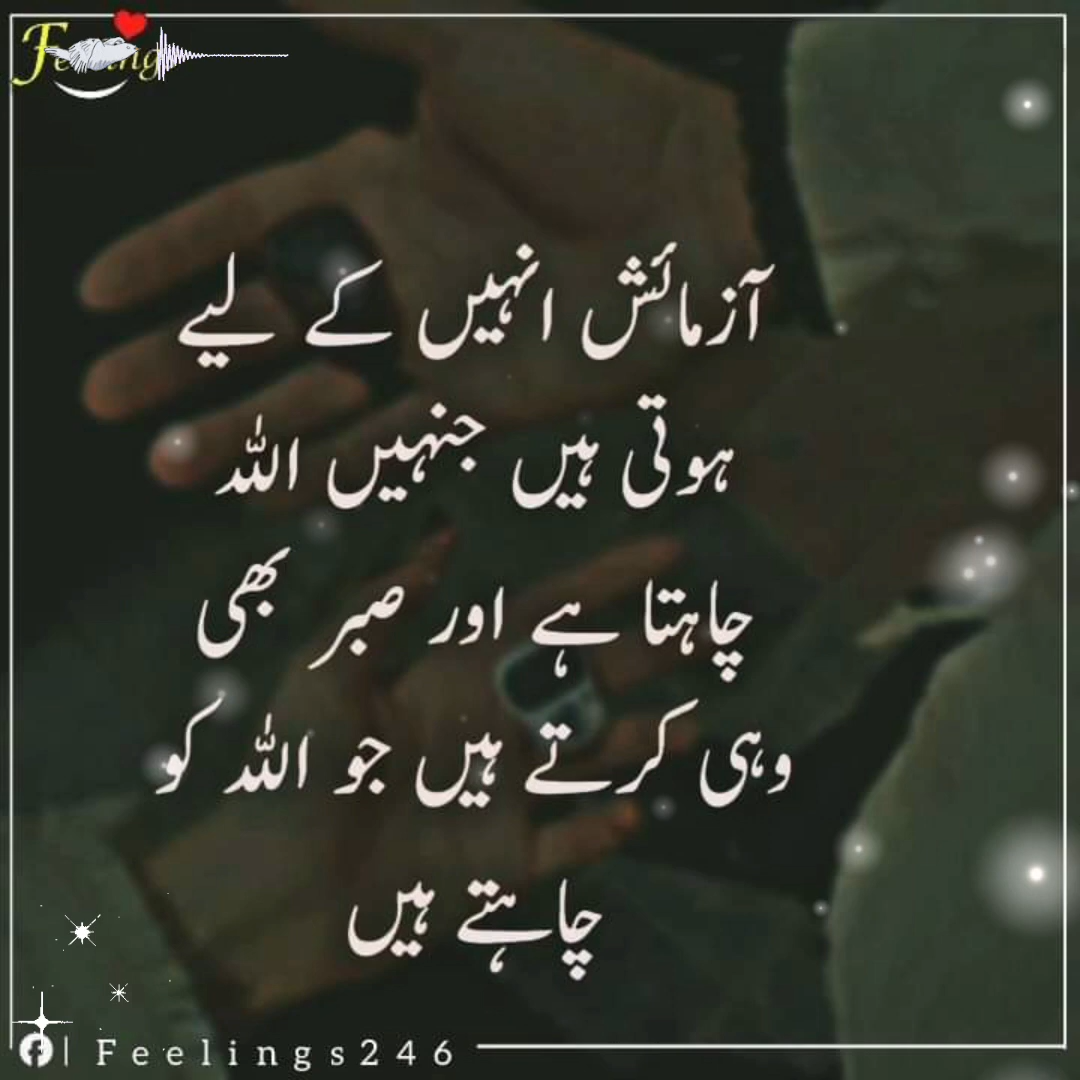 آزمائش انہیں کے لیے
ہوتی ہیں جنہیں اللہ
چاہتا ہے اور صبر بھی
وہی کرتے ہیں جو اللہ کو
چاہتے ہیں
Feelings246